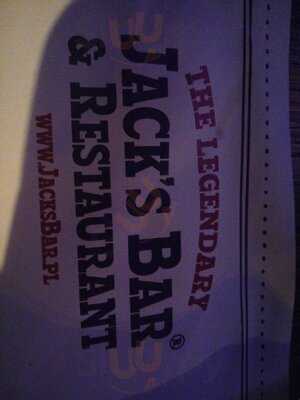 THE LEGENDARY
JACK'S BAR®
& RESTAURANT
WWW.JACKSBAR.PL